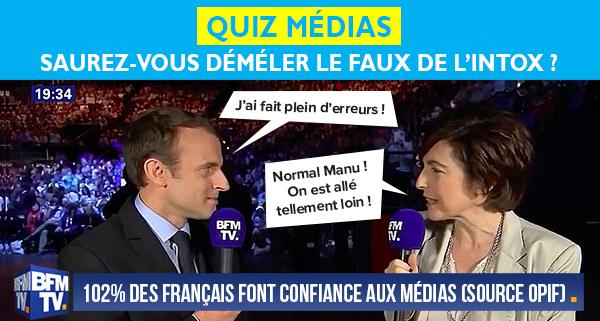 QUIZ MÉDIAS
SAUREZ-VOUS DÉMÉLER LE FAUX DE L'INTOX ?
19:34
J'ai fait plein d'erreurs !
Normal Manu !
On est allé
tellement loin !
BFM
TV.
BFM
TV.
BFM
TV.
102% DES FRANÇAIS FONT CONFIANCE AUX MÉDIAS (SOURCE OPIF) .